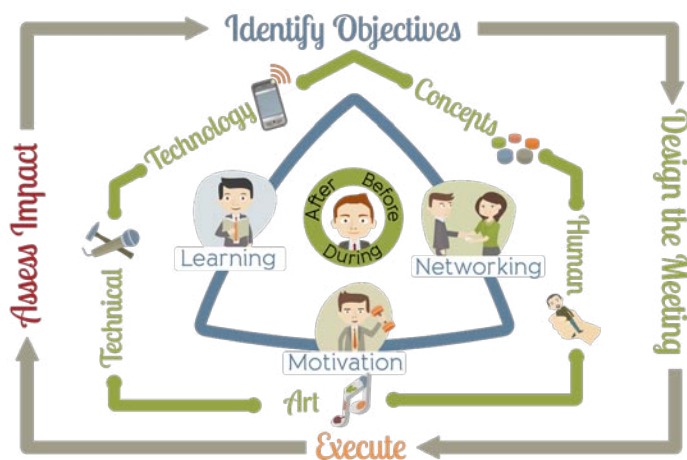 Identify Objectives
Technology
Concepts
Assess Impact
Design the Meeting
After
Before
During
Learning
Networking
Human
Technical
Motivation
Art
Execute